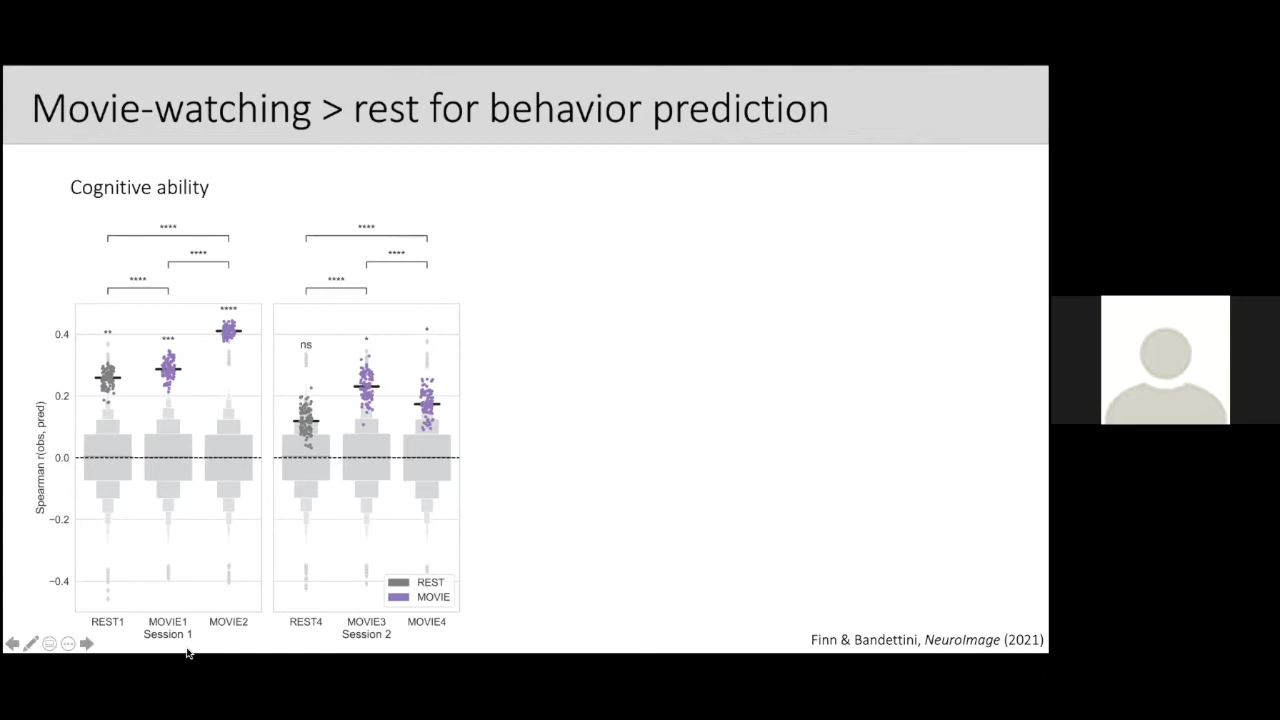 Movie-watching > rest for behavior prediction
Cognitive ability
**** ****
**** ****
**** ****
****
** *** ns * *
0.4
0.2
0.0
−0.2
−0.4
Spearman r(obs, pred)
REST
MOVIE
REST1 MOVIE1 MOVIE2 REST4 MOVIE3 MOVIE4
Session 1 Session 2
Finn & Bandettini, NeuroImage (2021)